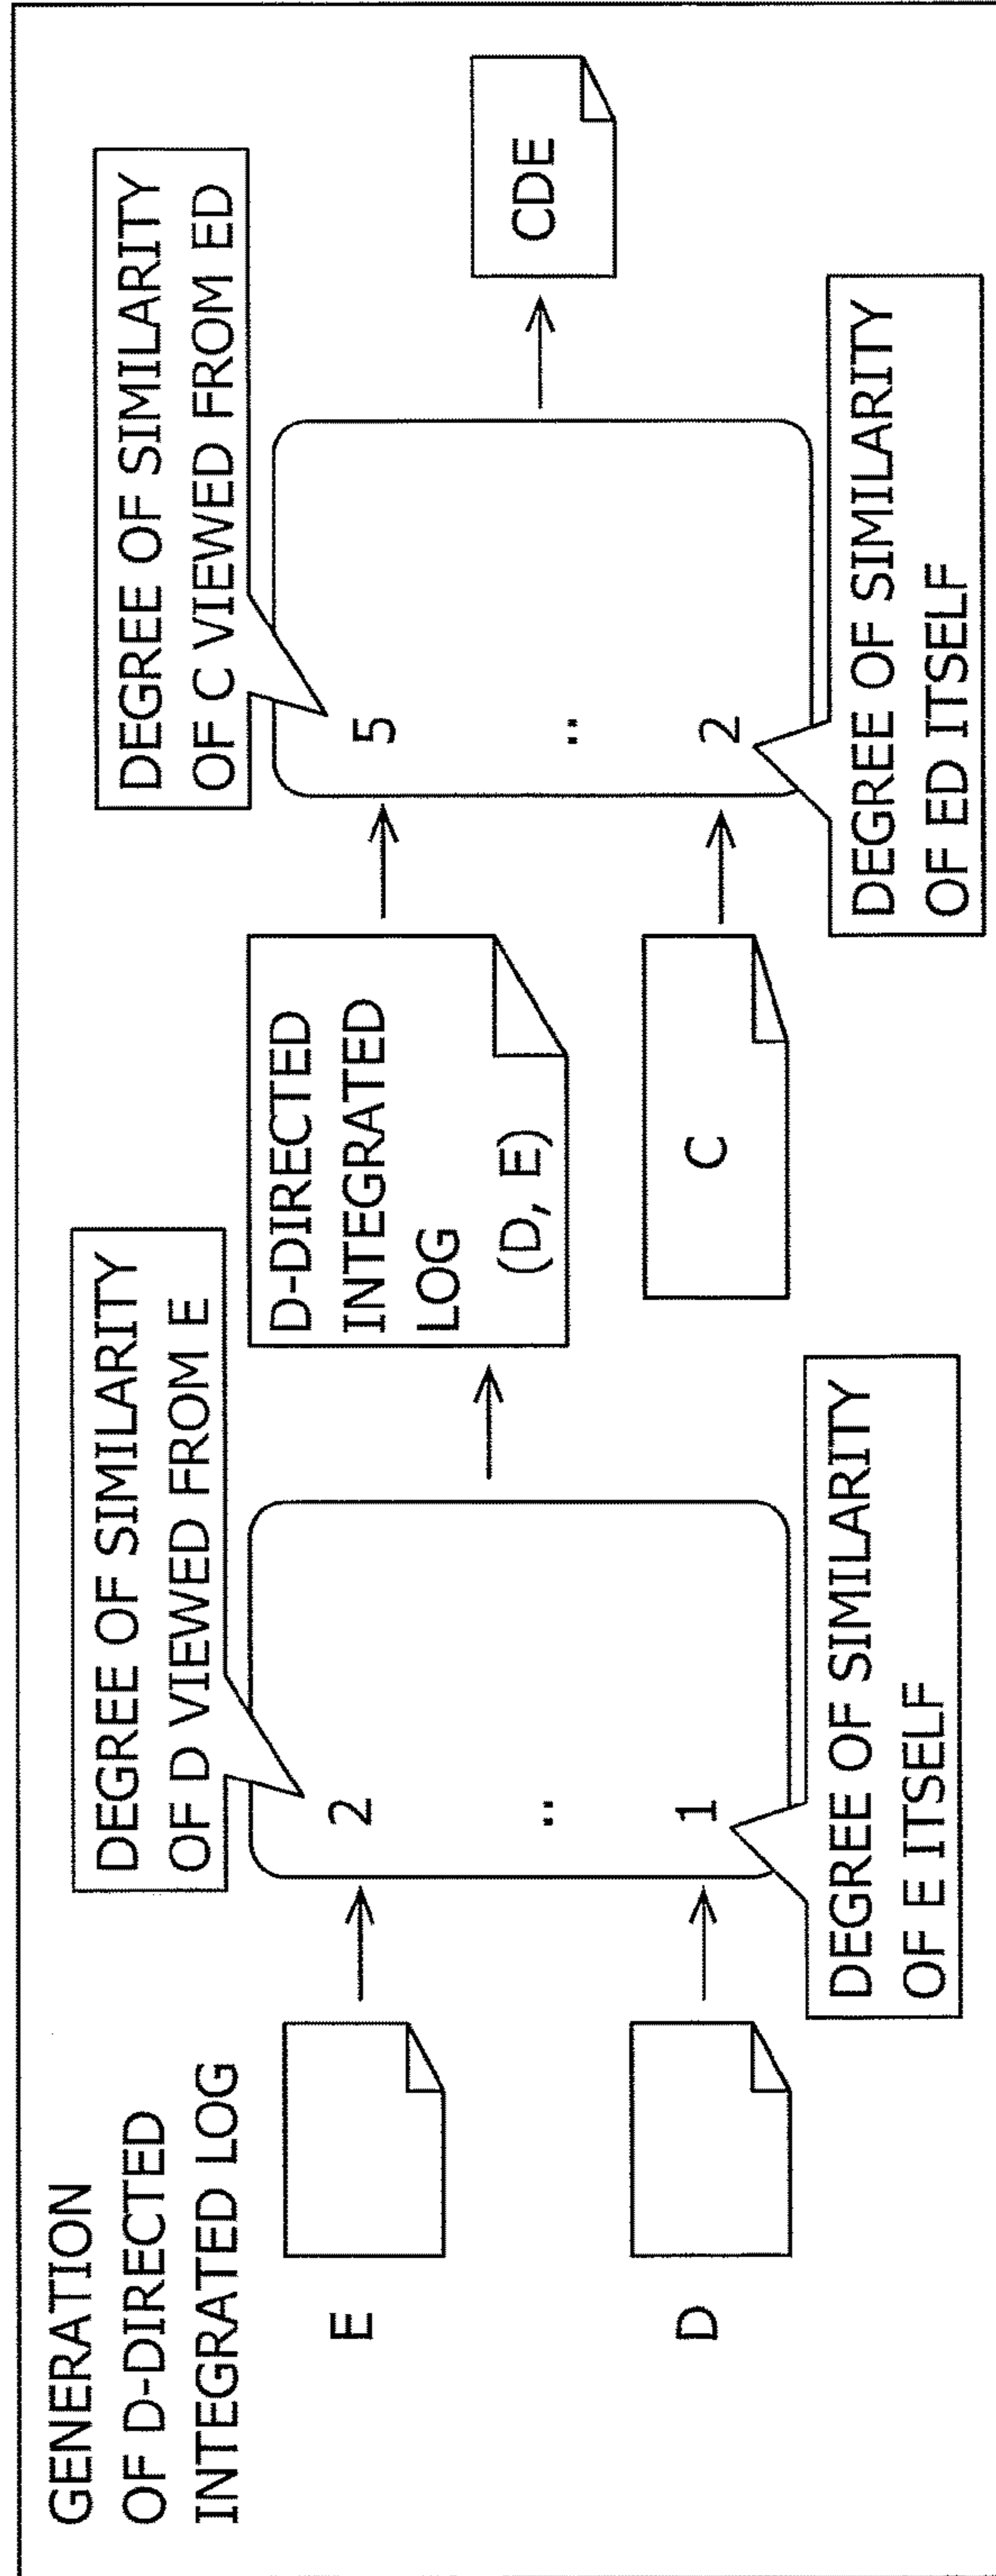 GENERATION
OF D-DIRECTED
INTEGRATED LOG
E
D
DEGREE OF SIMILARITY
OF D VIEWED FROM E
2
:
1
DEGREE OF SIMILARITY
OF E ITSELF
D-DIRECTED
INTEGRATED
LOG
(D, E)
C
DEGREE OF SIMILARITY
OF C VIEWED FROM ED
5
:
2
DEGREE OF SIMILARITY
OF ED ITSELF
CDE